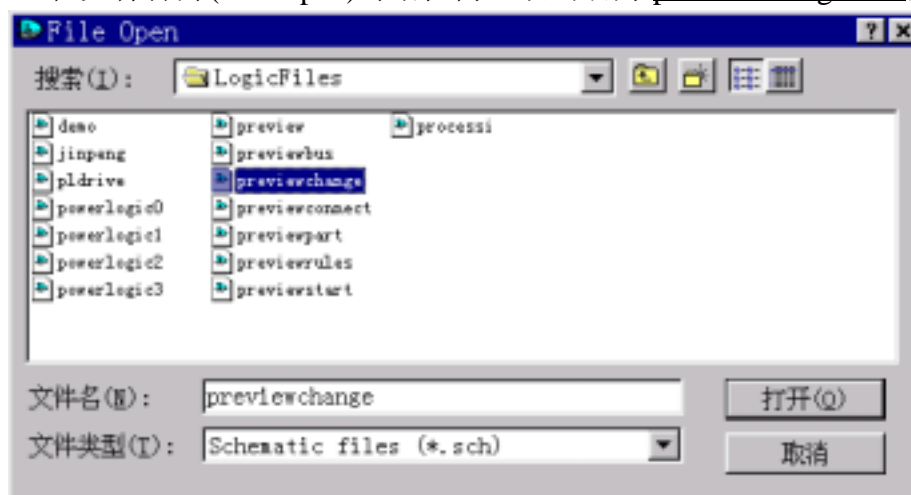 File Open
搜索(I): LogicFiles
demo preview processi
jinpeng previewbus
pldrive previewchange
powerlogic0 previewconnect
powerlogic1 previewpart
powerlogic2 previewrules
powerlogic3 previewstart
文件名(N): previewchange 打开(O)
文件类型(T): Schematic files (*.sch) 取消